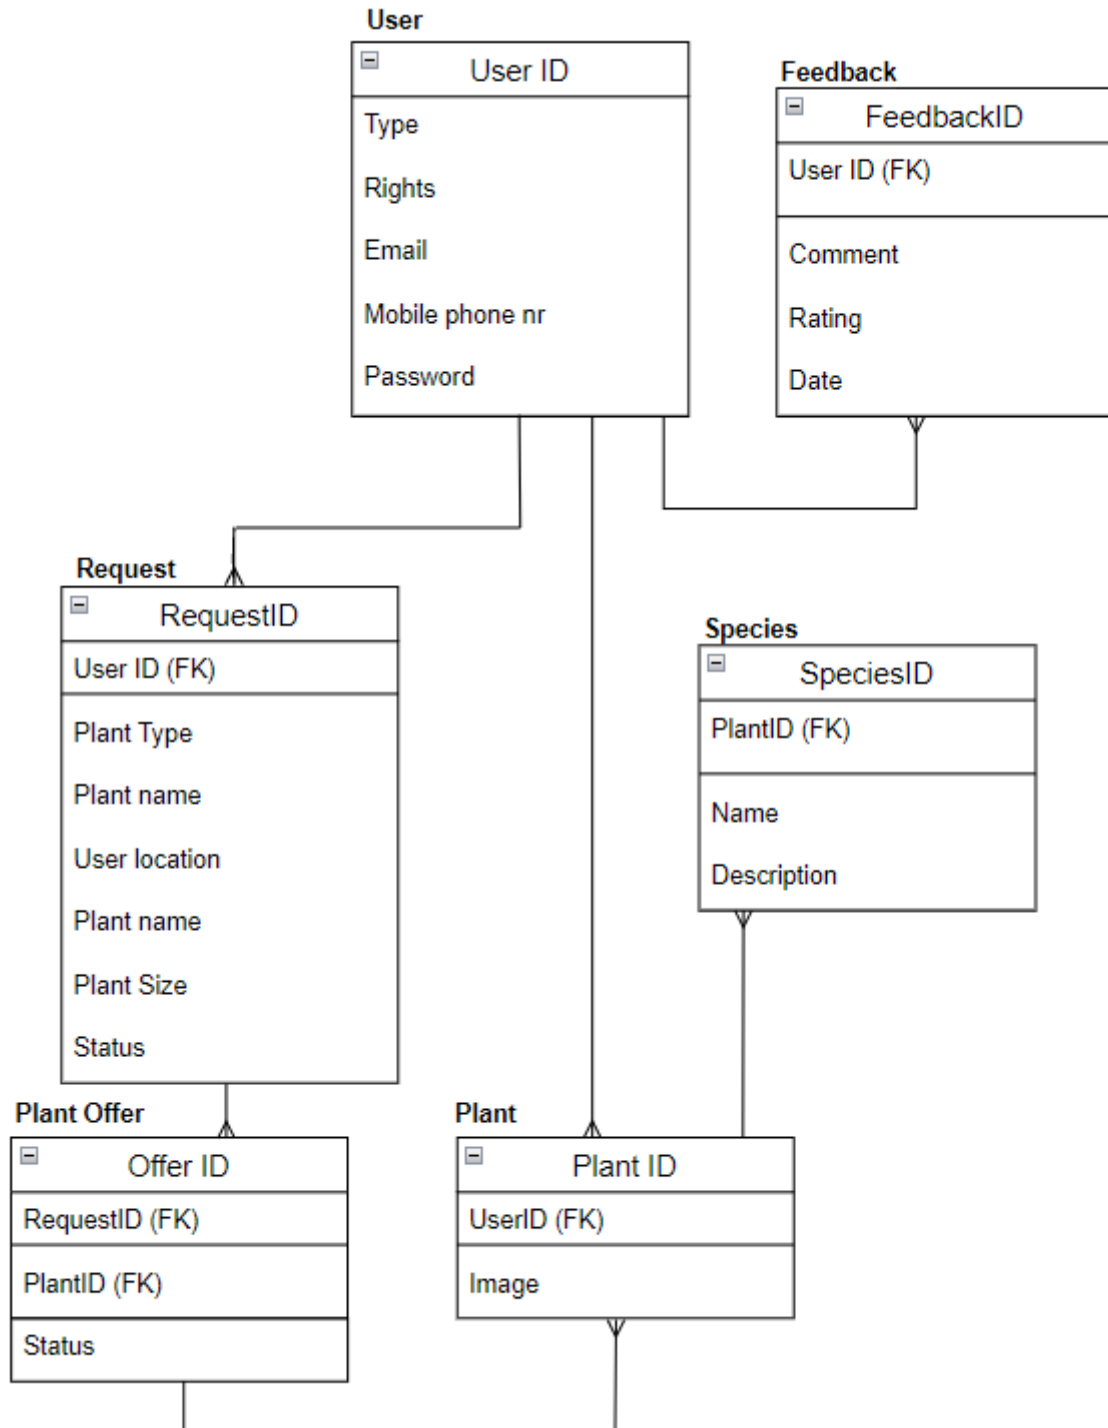 User
User ID
Type
Rights
Email
Mobile phone nr
Password
Feedback
FeedbackID
User ID (FK)
Comment
Rating
Date
Request
RequestID
User ID (FK)
Plant Type
Plant name
User location
Plant name
Plant Size
Status
Species
SpeciesID
PlantID (FK)
Name
Description
Plant Offer
Offer ID
RequestID (FK)
PlantID (FK)
Status
Plant
Plant ID
UserID (FK)
Image